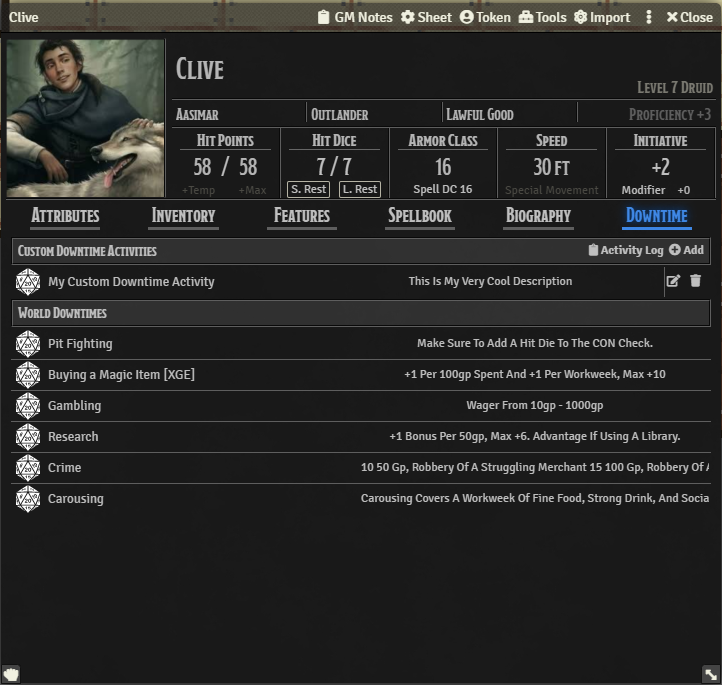 Clive GM Notes Sheet Token Tools Import Close
Clive
Level 7 Druid
Aasimar Outlander Lawful Good Proficiency +3
Hit Points Hit Dice Armor Class Speed Initiative
58 / 58 7 / 7 16 30 ft +2
+Temp +Max S. Rest L. Rest Spell DC 16 Special Movement Modifier +0
Attributes Inventory Features Spellbook Biography Downtime
Custom Downtime Activities Activity Log Add
My Custom Downtime Activity This Is My Very Cool Description
World Downtimes
Pit Fighting Make Sure To Add A Hit Die To The CON Check.
Buying a Magic Item [XGE] +1 Per 100gp Spent And +1 Per Workweek, Max +10
Gambling Wager From 10gp - 1000gp
Research +1 Bonus Per 50gp, Max +6. Advantage If Using A Library.
Crime 10 50 Gp, Robbery Of A Struggling Merchant 15 100 Gp, Robbery Of
Carousing Carousing Covers A Workweek Of Fine Food, Strong Drink, And Socia